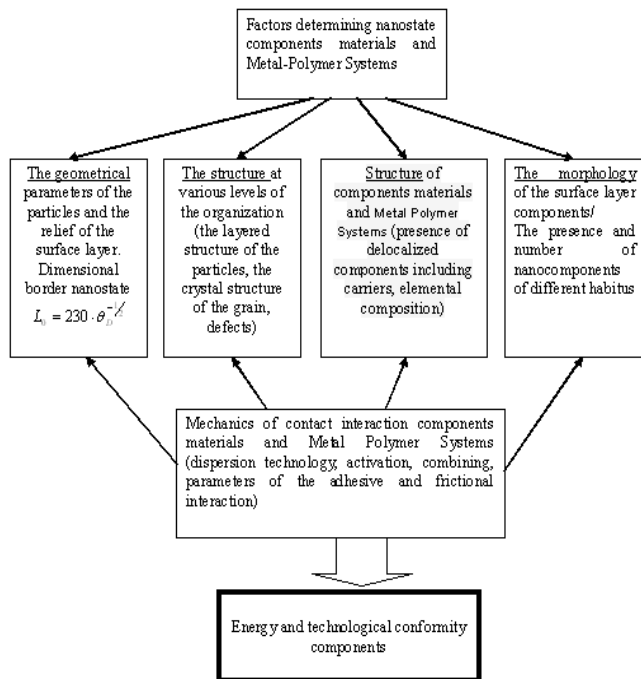 Factors determining nanostate
components materials and
Metal-Polymer Systems
The geometrical
parameters of the
particles and the
relief of the
surface layer.
Dimensional
border nanostate
L₀ = 230 · θ_D^{-1/2}
The structure at
various levels of
the organization
(the layered
structure of the
particles, the
crystal structure
of the grain,
defects)
Structure of
components materials
and Metal Polymer
Systems (presence of
delocalized
components including
carriers, elemental
composition)
The morphology
of the surface layer
components/
The presence and
number of
nanocomponents
of different habitus
Mechanics of contact interaction components
materials and Metal Polymer Systems
(dispersion technology, activation, combining,
parameters of the adhesive and frictional
interaction)
Energy and technological conformity
components